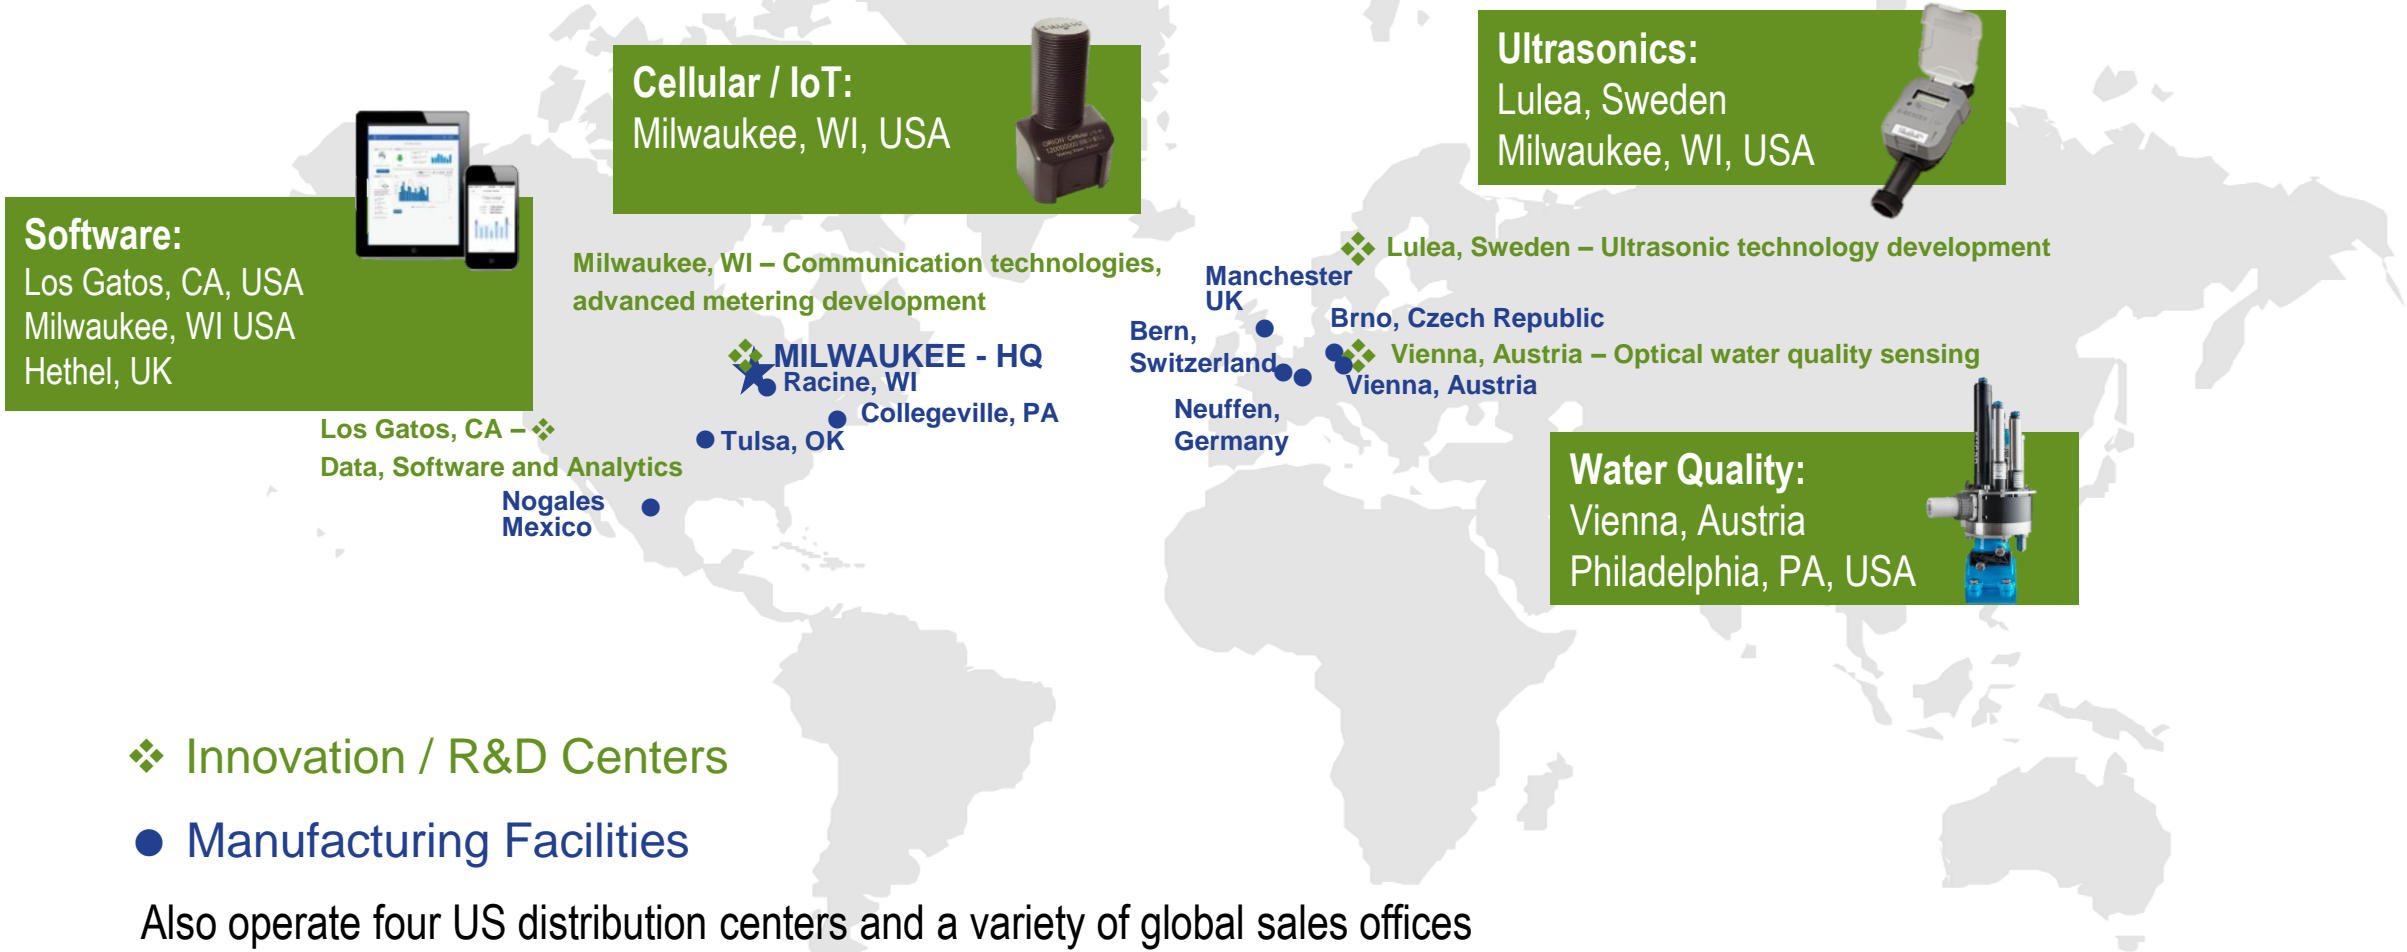 Cellular / IoT:
Milwaukee, WI, USA
Ultrasonics:
Lulea, Sweden
Milwaukee, WI, USA
Software:
Los Gatos, CA, USA
Milwaukee, WI USA
Hethel, UK
Milwaukee, WI – Communication technologies,
advanced metering development
MILWAUKEE - HQ
Racine, WI
Collegeville, PA
Tulsa, OK
Los Gatos, CA –
Data, Software and Analytics
Nogales
Mexico
Lulea, Sweden – Ultrasonic technology development
Manchester
UK
Brno, Czech Republic
Bern,
Switzerland
Vienna, Austria – Optical water quality sensing
Vienna, Austria
Neuffen,
Germany
Water Quality:
Vienna, Austria
Philadelphia, PA, USA
Innovation / R&D Centers
Manufacturing Facilities
Also operate four US distribution centers and a variety of global sales offices